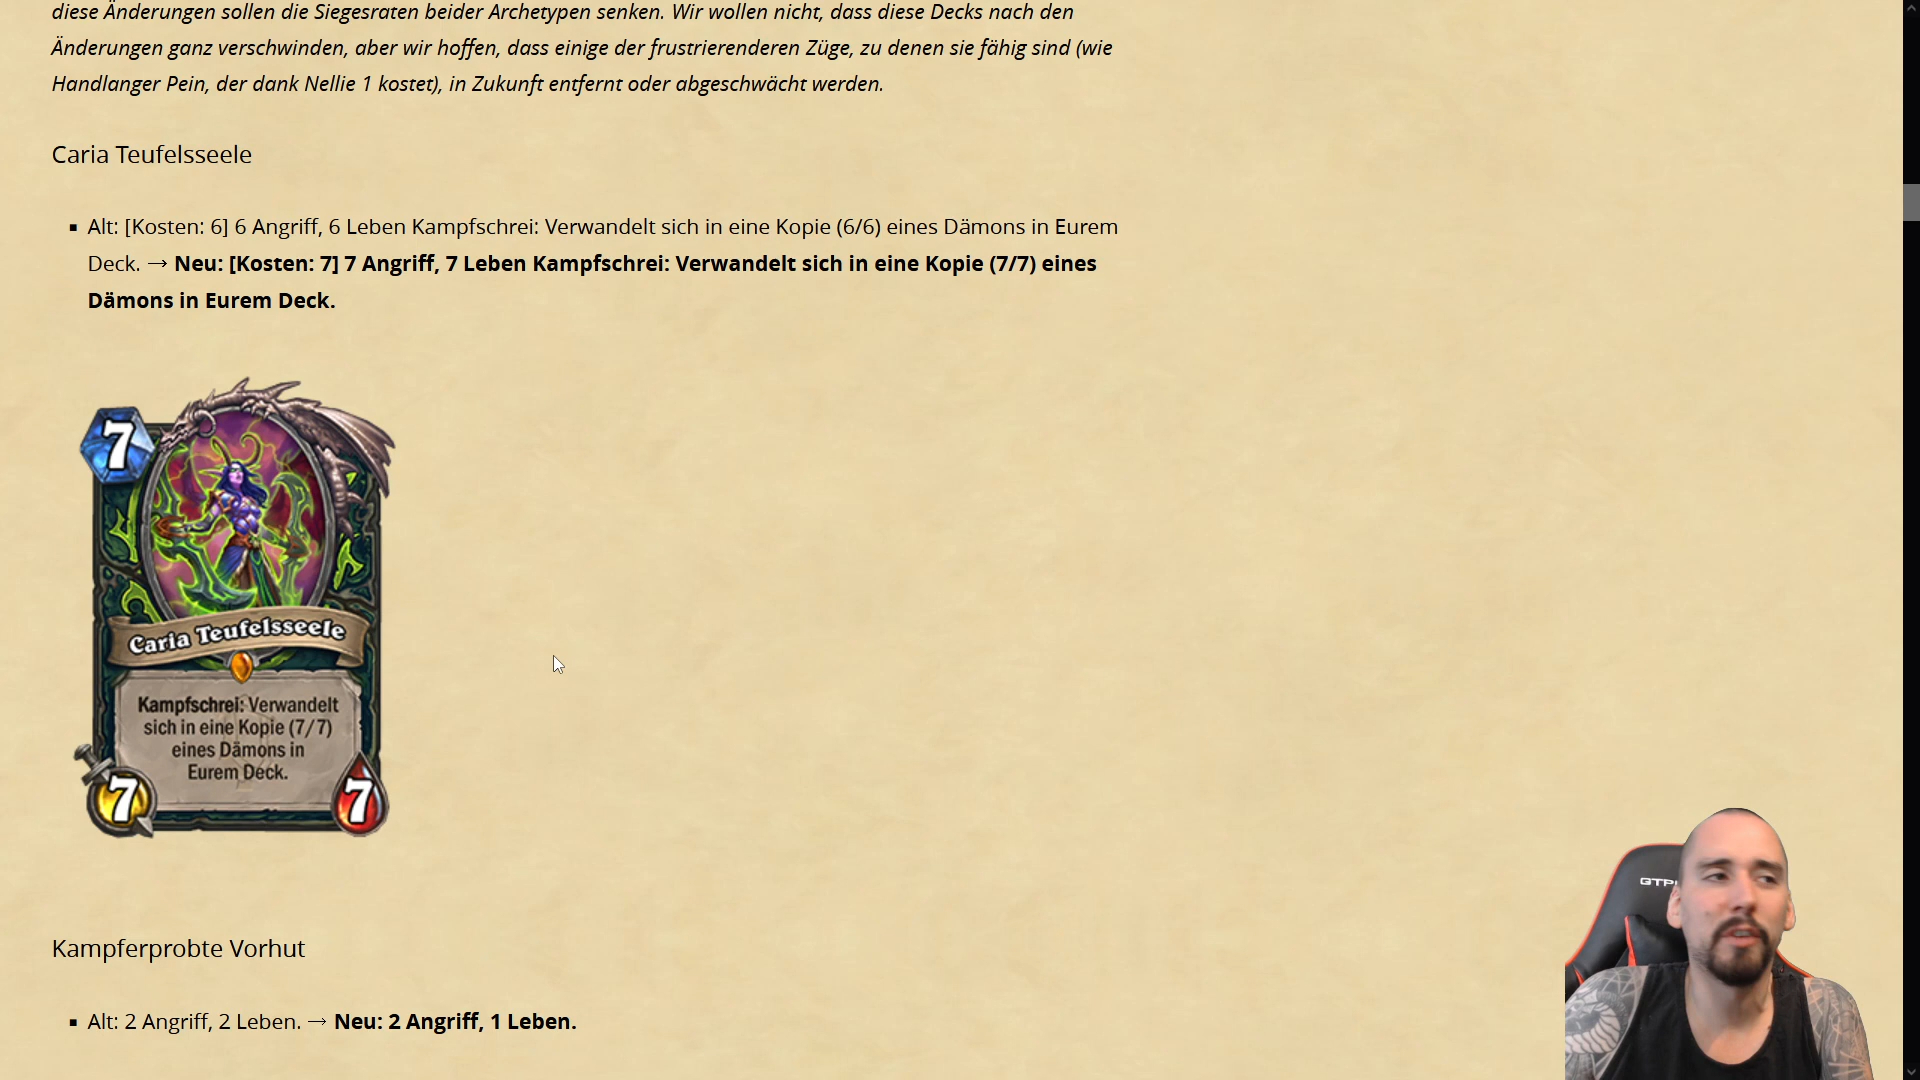 diese Änderungen sollen die Siegesraten beider Archetypen senken. Wir wollen nicht, dass diese Decks nach den
Änderungen ganz verschwinden, aber wir hoffen, dass einige der frustrierenderen Züge, zu denen sie fähig sind (wie
Handlanger Pein, der dank Nellie 1 kostet), in Zukunft entfernt oder abgeschwächt werden.
Caria Teufelsseele
▪ Alt: [Kosten: 6] 6 Angriff, 6 Leben Kampfschrei: Verwandelt sich in eine Kopie (6/6) eines Dämons in Eurem
Deck. → Neu: [Kosten: 7] 7 Angriff, 7 Leben Kampfschrei: Verwandelt sich in eine Kopie (7/7) eines
Dämons in Eurem Deck.
7
Caria Teufelsseele
Kampfschrei: Verwandelt
sich in eine Kopie (7/7)
eines Dämons in
Eurem Deck.
7
7
Kampferprobte Vorhut
▪ Alt: 2 Angriff, 2 Leben. → Neu: 2 Angriff, 1 Leben.